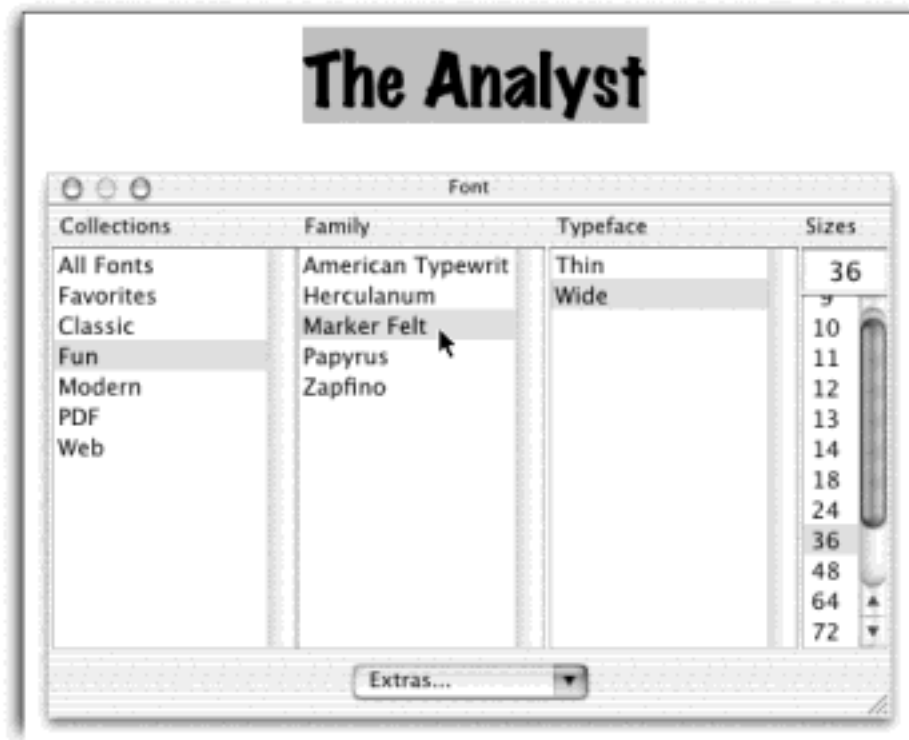 The Analyst
Font
Collections Family Typeface Sizes
All Fonts American Typewrit Thin 36
Favorites Herculanum Wide 9
Classic Marker Felt 10
Fun Papyrus 11
Modern Zapfino 12
PDF 13
Web 14
18
24
36
48
64
72
Extras...